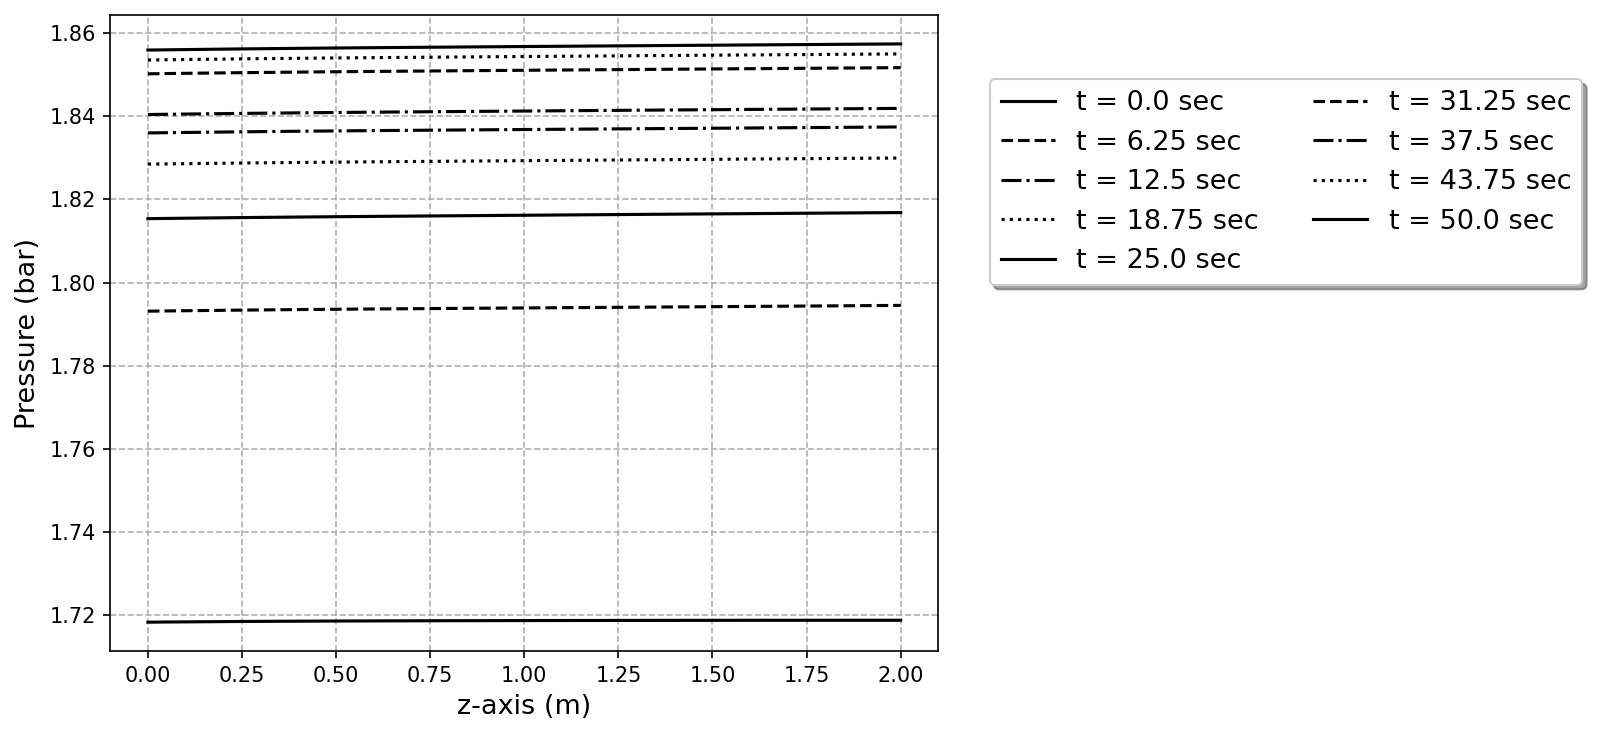 1.86
1.84
1.82
1.80
1.78
1.76
1.74
1.72
Pressure (bar)
0.00 0.25 0.50 0.75 1.00 1.25 1.50 1.75 2.00
z-axis (m)
t = 0.0 sec
t = 6.25 sec
t = 12.5 sec
t = 18.75 sec
t = 25.0 sec
t = 31.25 sec
t = 37.5 sec
t = 43.75 sec
t = 50.0 sec